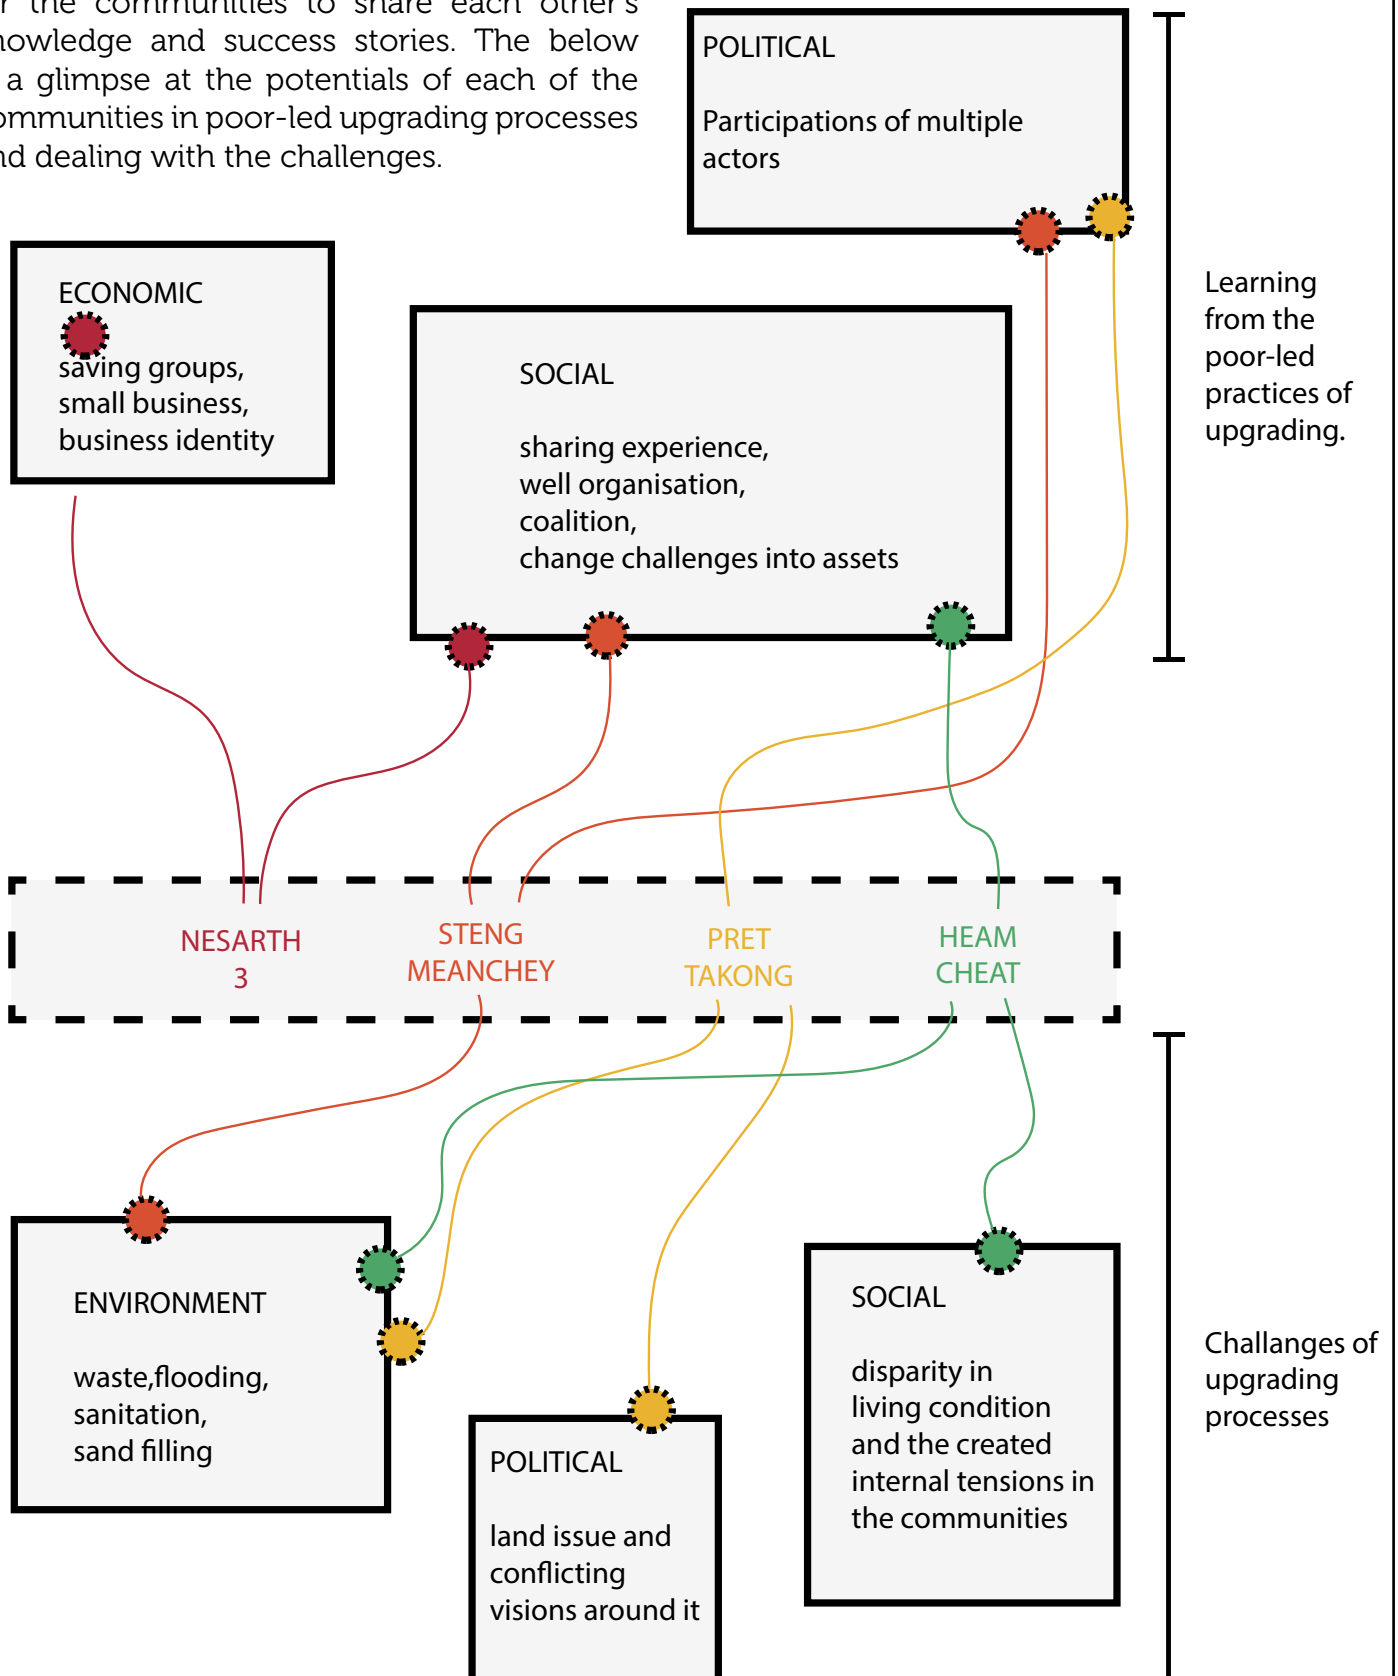 the communities to share each other's
knowledge and success stories. The below
a glimpse at the potentials of each of the
communities in poor-led upgrading processes
and dealing with the challenges.
POLITICAL
Participations of multiple
actors
ECONOMIC
saving groups,
small business,
business identity
SOCIAL
sharing experience,
well organisation,
coalition,
change challenges into assets
Learning
from the
poor-led
practices of
upgrading.
NESARTH
3
STENG
MEANCHEY
PRET
TAKONG
HEAM
CHEAT
ENVIRONMENT
waste,flooding,
sanitation,
sand filling
POLITICAL
land issue and
conflicting
visions around it
SOCIAL
disparity in
living condition
and the created
internal tensions in
the communities
Challanges of
upgrading
processes